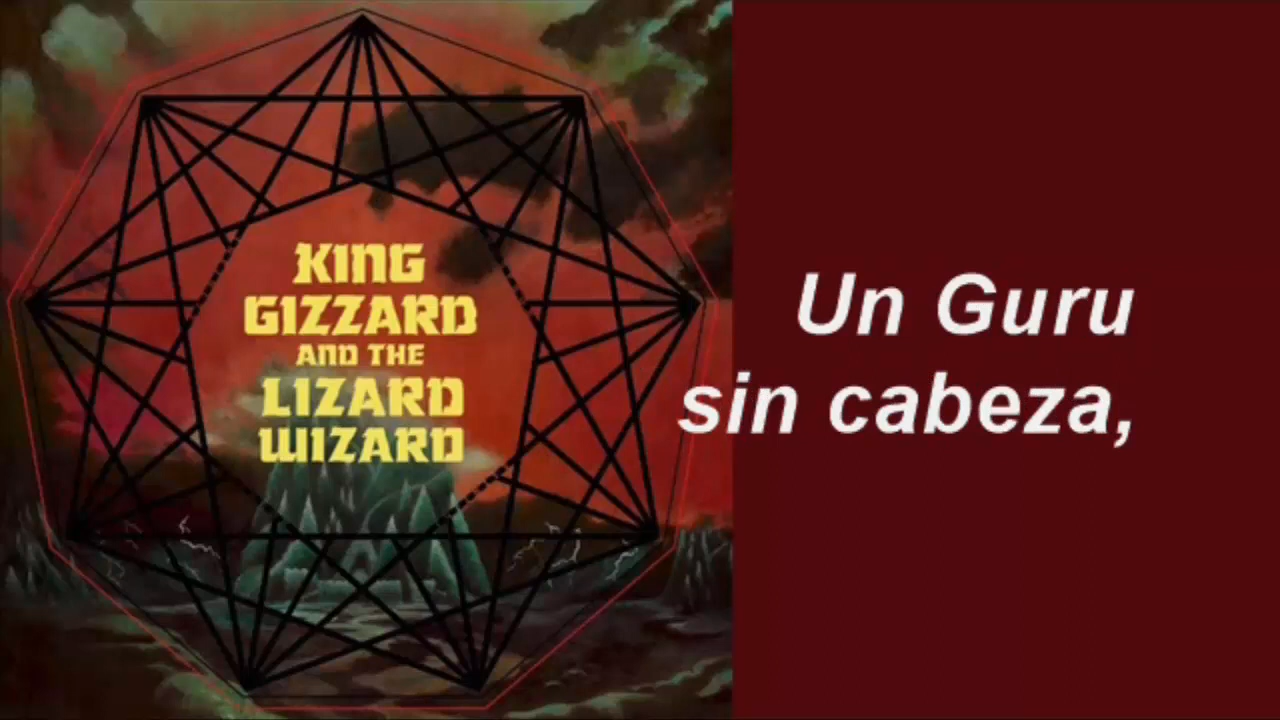 KING
GIZZARD
AND THE
LIZARD
WIZARD
Un Guru
sin cabeza,